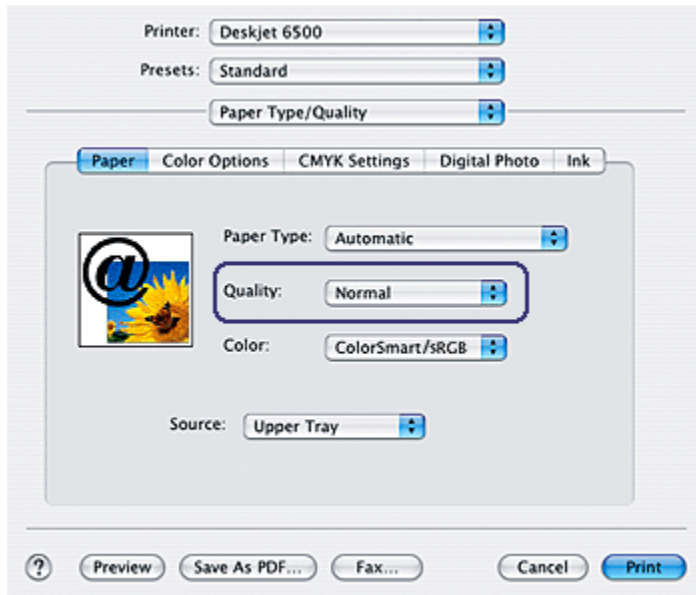 Printer: Deskjet 6500
Presets: Standard
Paper Type/Quality
Paper Color Options CMYK Settings Digital Photo Ink
@
Paper Type: Automatic
Quality: Normal
Color: ColorSmart/sRGB
Source: Upper Tray
? Preview Save As PDF... Fax... Cancel Print